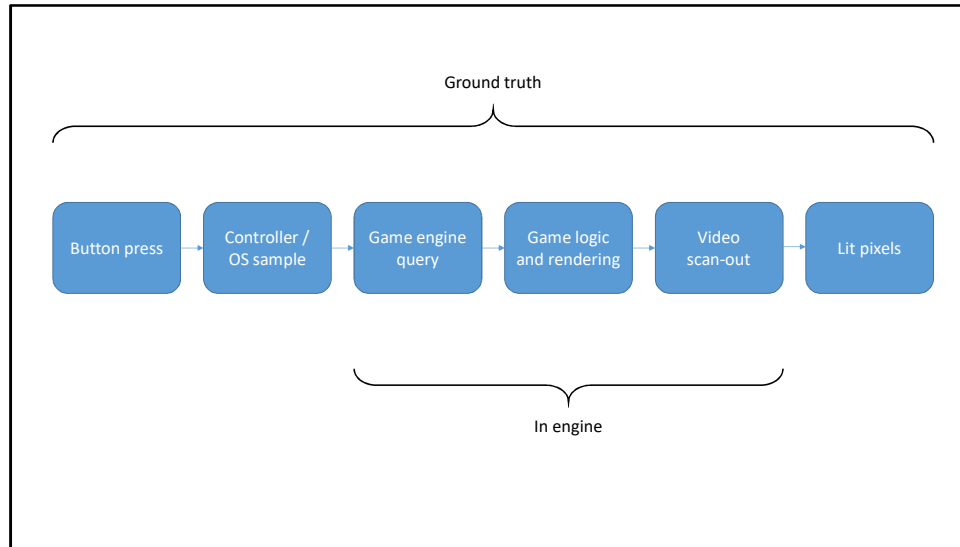 Ground truth
Button press
Controller /
OS sample
Game engine
query
Game logic
and rendering
Video
scan-out
Lit pixels
In engine